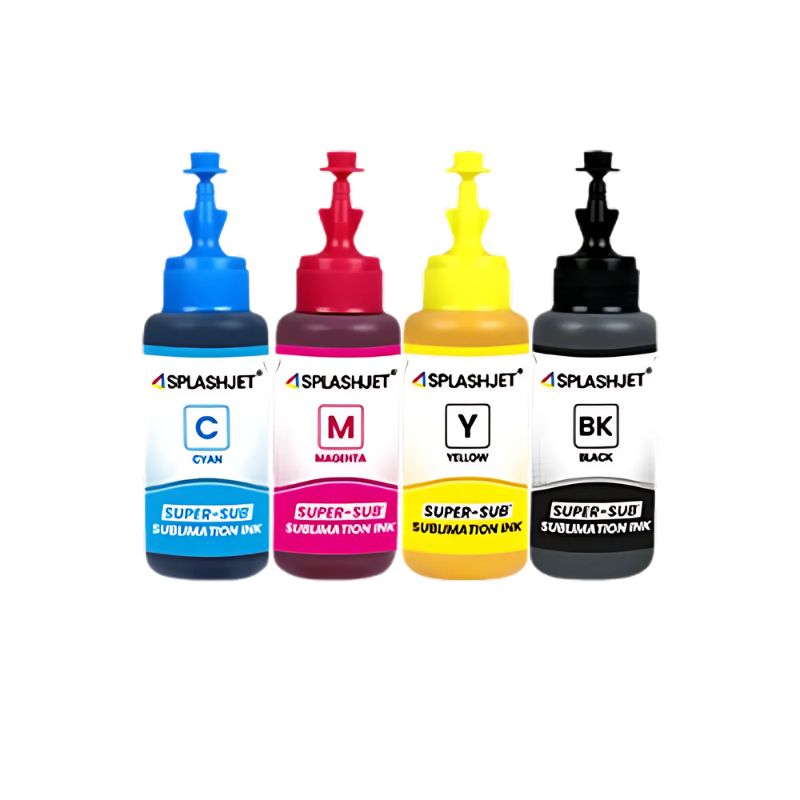 SPLASHJET®
C
CYAN
SUPER-SUB
SUBLIMATION INK
SPLASHJET®
M
MAGENTA
SUPER-SUB
SUBLIMATION INK
SPLASHJET®
Y
YELLOW
SUPER-SUB
SUBLIMATION INK
SPLASHJET®
BK
BLACK
SUPER-SUB
SUBLIMATION INK